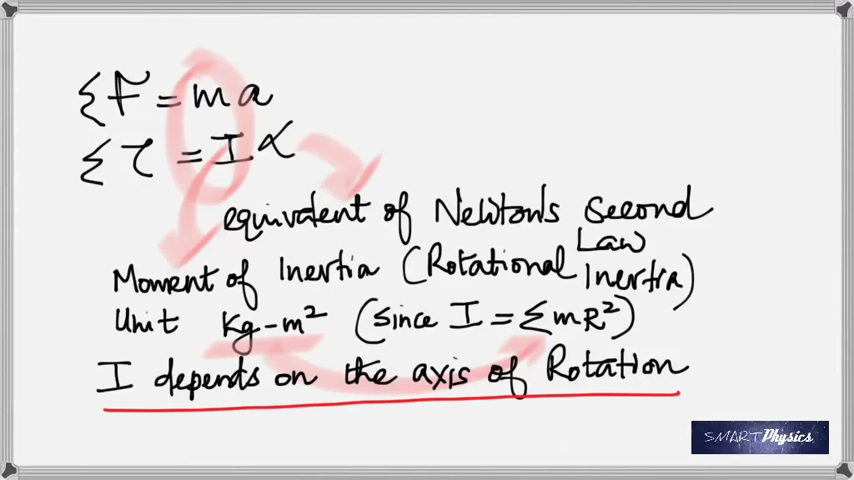 ΣF = ma
Στ = Iα
equivalent of Newton's Second Law
Moment of Inertia (Rotational Inertia)
Unit Kg-m² (since I = ΣmR²)
I depends on the axis of Rotation
SMARTPhysics